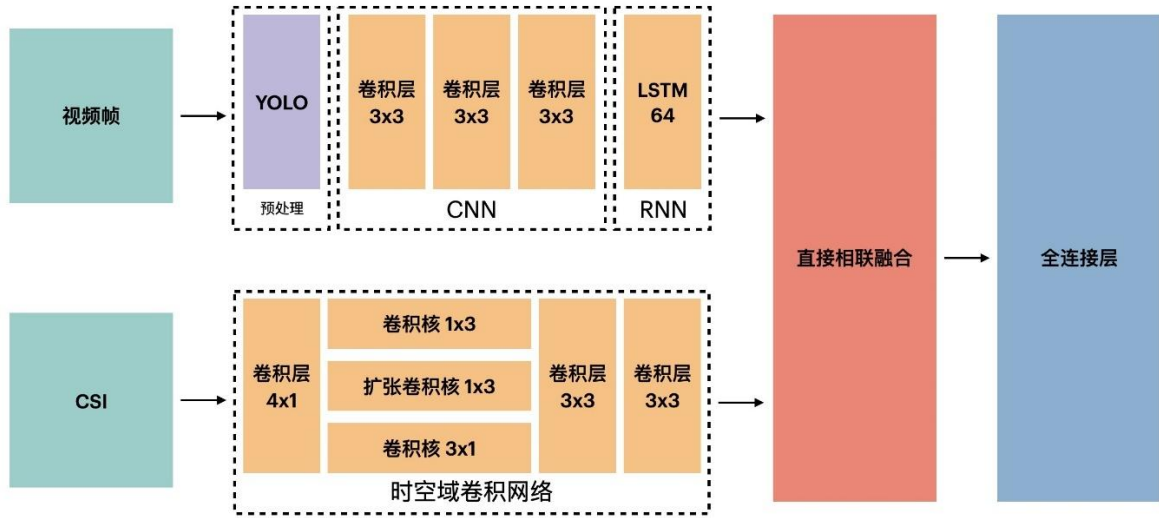 视频帧
YOLO
预处理
卷积层
3x3
卷积层
3x3
卷积层
3x3
CNN
LSTM
64
RNN
CSI
卷积层
4x1
卷积核 1x3
扩张卷积核 1x3
卷积核 3x1
卷积层
3x3
卷积层
3x3
时空域卷积网络
直接相联融合
全连接层